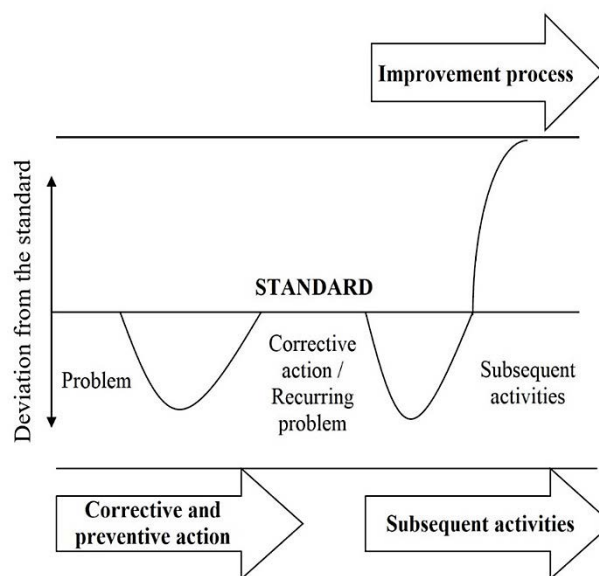 Improvement process
Deviation from the standard
STANDARD
Problem
Corrective
action /
Recurring
problem
Subsequent
activities
Corrective and
preventive action
Subsequent activities